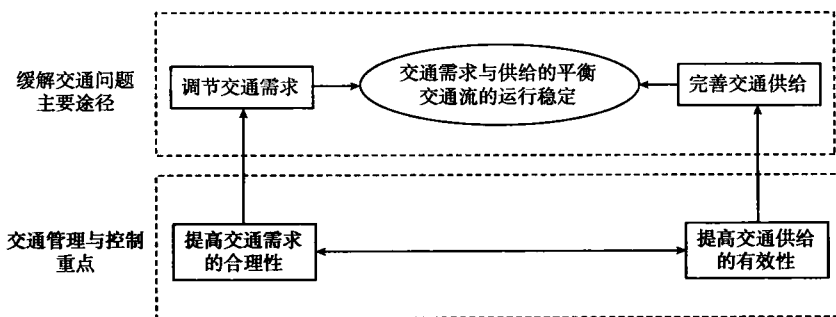 缓解交通问题
主要途径
调节交通需求
交通需求与供给的平衡
交通流的运行稳定
完善交通供给
交通管理与控制
重点
提高交通需求
的合理性
提高交通供给
的有效性